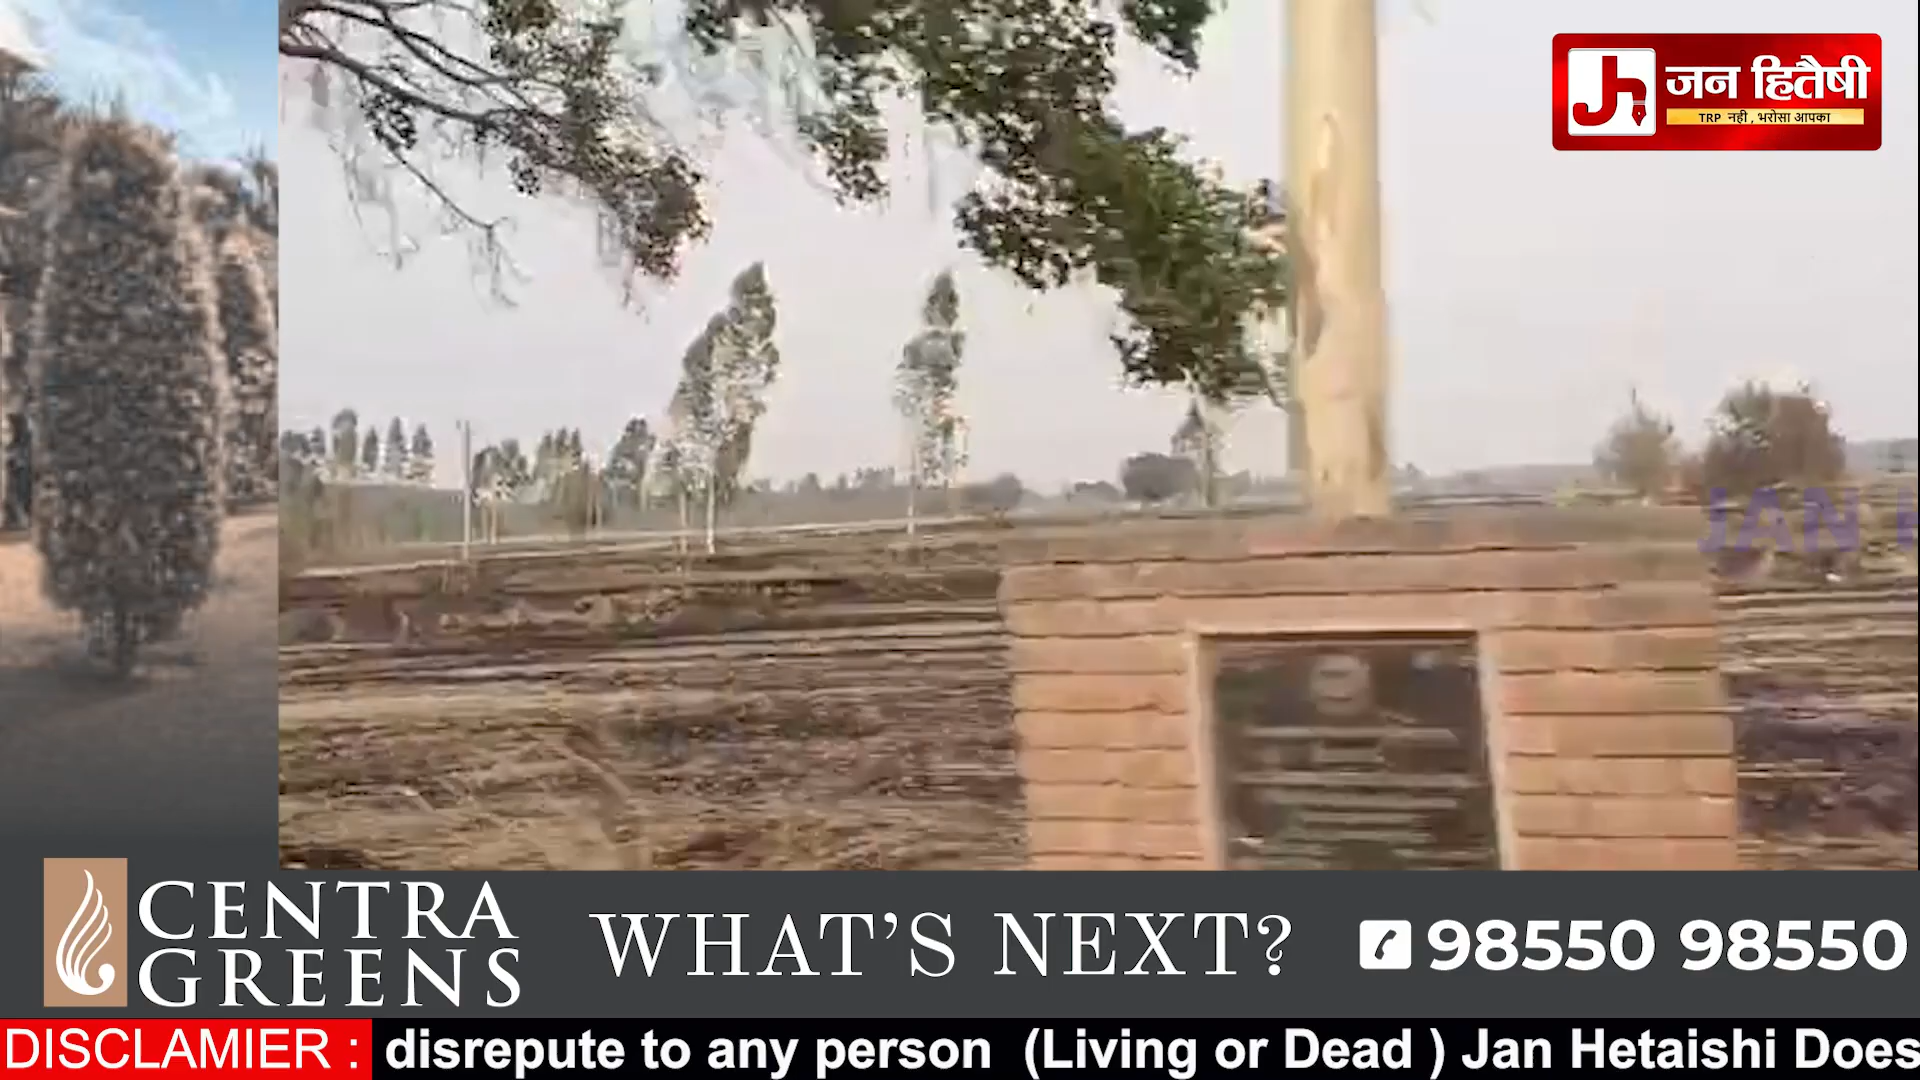 जन हितैषी
TRP नही , भरोसा आपका
JAN
CENTRA
GREENS
WHAT'S NEXT?
98550 98550
DISCLAMIER : disrepute to any person (Living or Dead ) Jan Hetaishi Does